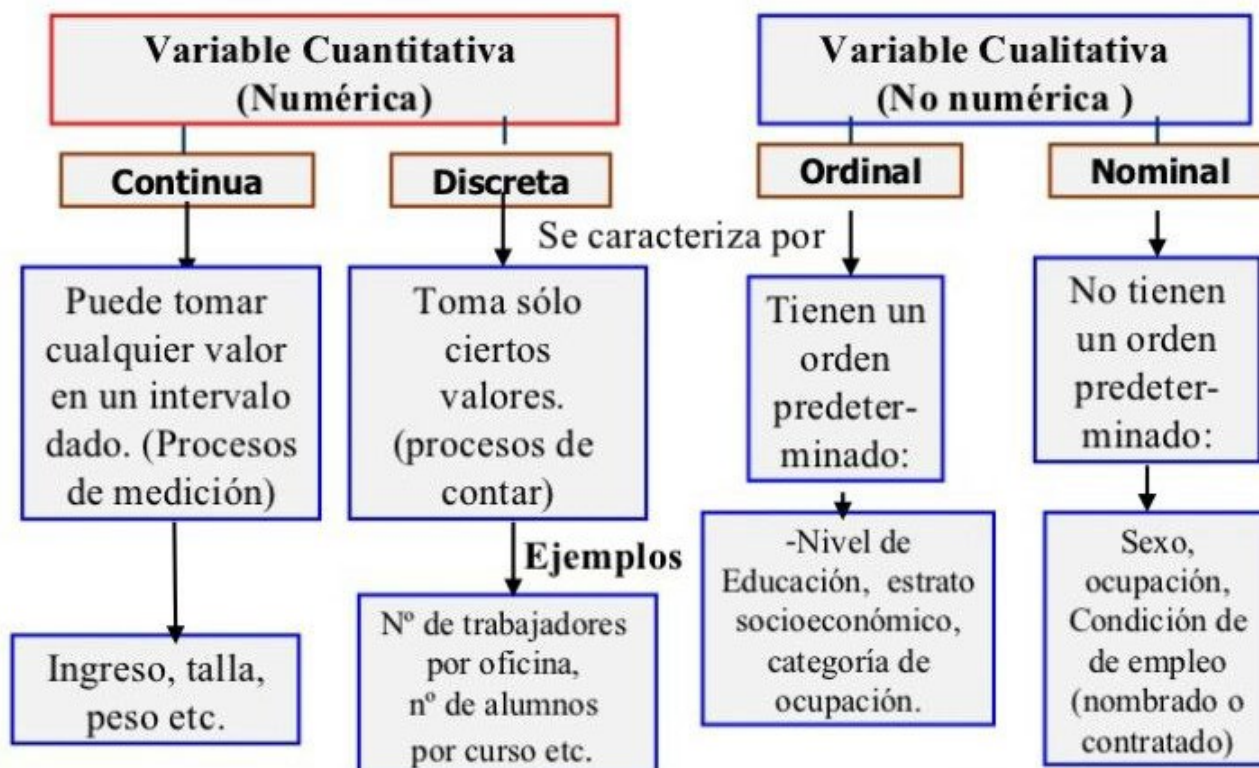 Variable Cuantitativa
(Numérica)
Variable Cualitativa
(No numérica )
Continua
Discreta
Ordinal
Nominal
Se caracteriza por
Puede tomar
cualquier valor
en un intervalo
dado. (Procesos
de medición)
Toma sólo
ciertos
valores.
(procesos de
contar)
Tienen un
orden
predeter-
minado:
No tienen
un orden
predeter-
minado:
Ejemplos
Ingreso, talla,
peso etc.
Nº de trabajadores
por oficina,
nº de alumnos
por curso etc.
-Nivel de
Educación, estrato
socioeconómico,
categoría de
ocupación.
Sexo,
ocupación,
Condición de
de empleo
(nombrado o
contratado)